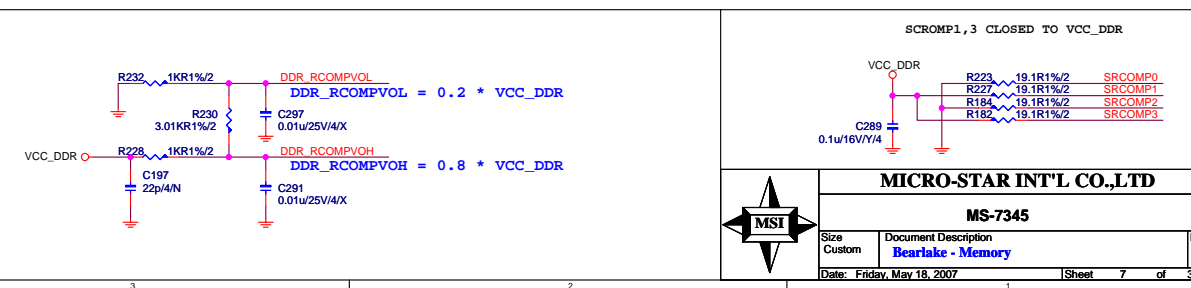 SCROMP1,3 CLOSED TO VCC_DDR
R232 1KR1%/2 DDR_RCOMPVOL
DDR_RCOMPVOL = 0.2 * VCC_DDR
R230
3.01KR1%/2
C297
0.01u/25V/4/X
VCC_DDR R228 1KR1%/2 DDR_RCOMPVOH
DDR_RCOMPVOH = 0.8 * VCC_DDR
C197
22p/4/N
C291
0.01u/25V/4/X
VCC_DDR
R223 19.1R1%/2 SRCOMP0
R227 19.1R1%/2 SRCOMP1
R184 19.1R1%/2 SRCOMP2
R182 19.1R1%/2 SRCOMP3
C289
0.1u/16V/Y/4
MSI
MICRO-STAR INT'L CO.,LTD
MS-7345
Size
Custom
Document Description
Bearlake - Memory
Date: Friday, May 18, 2007 Sheet 7 of
3 2 1